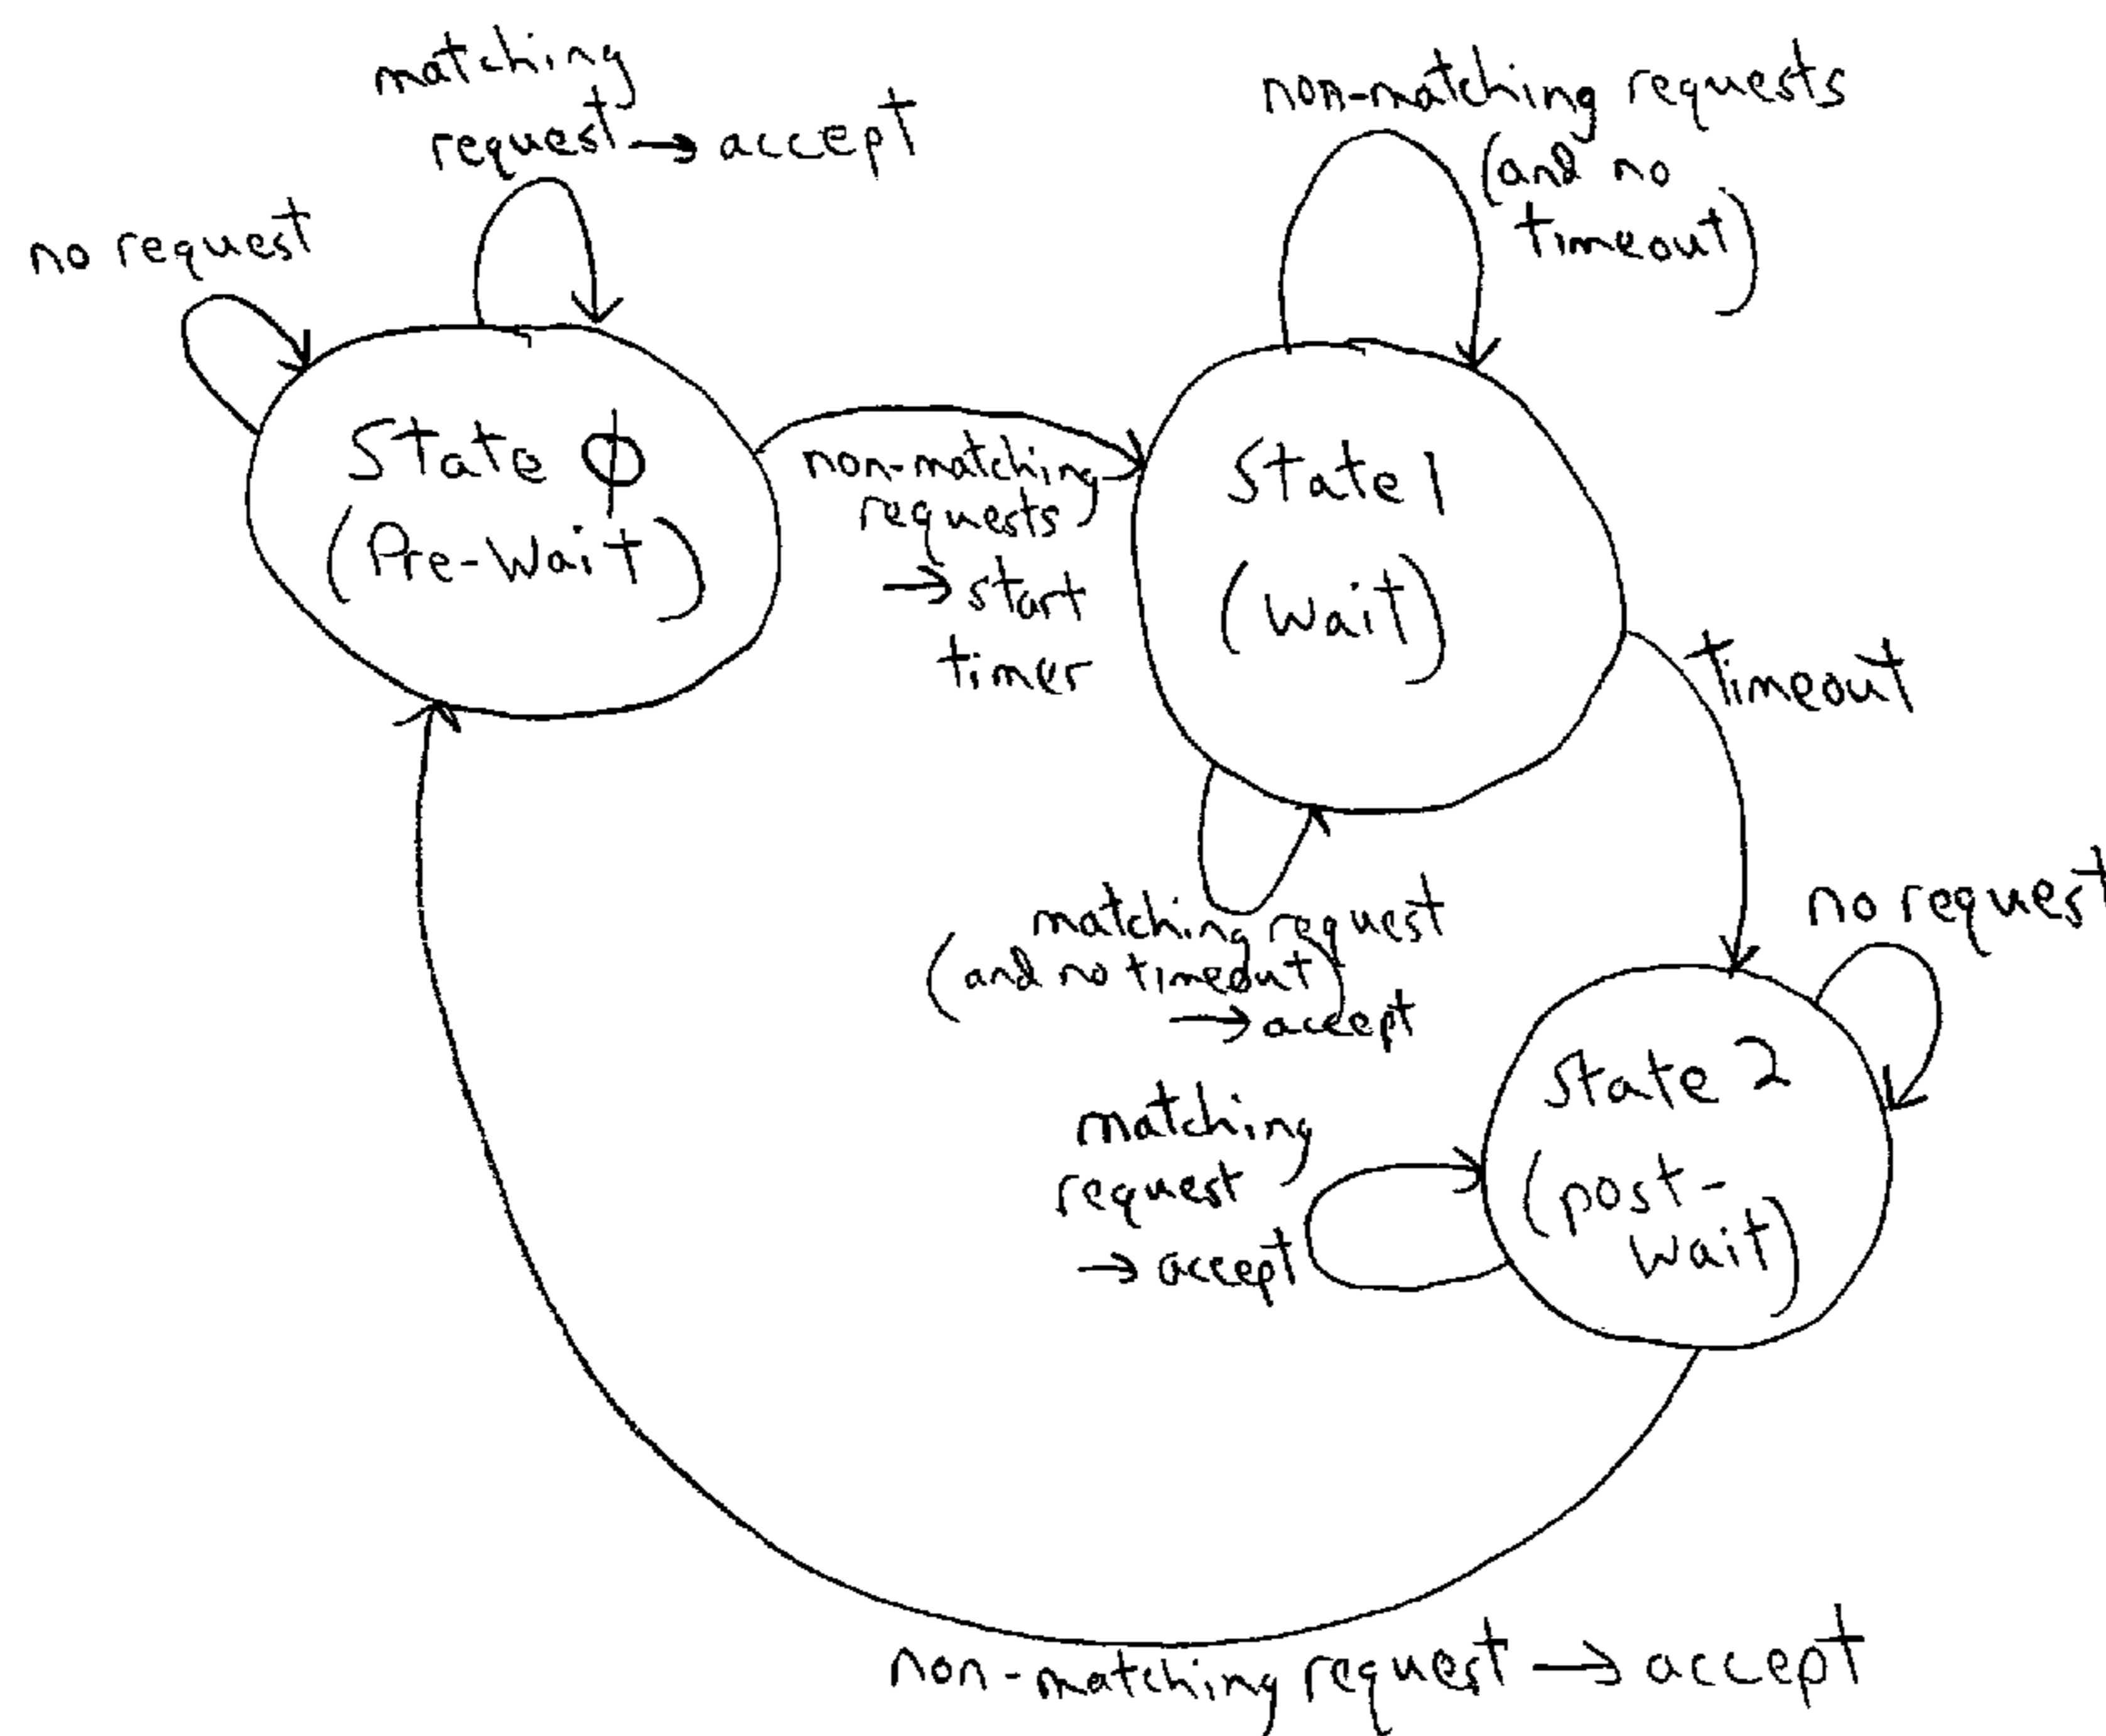 matching
request → accept
no request
non-matching requests
(and no
timeout)
State 0
(Pre-Wait)
non-matching
requests
→ start
timer
State 1
(Wait)
timeout
matching request
(and no timeout)
→ accept
no request
State 2
(post-
Wait)
matching
request
→ accept
non-matching request → accept